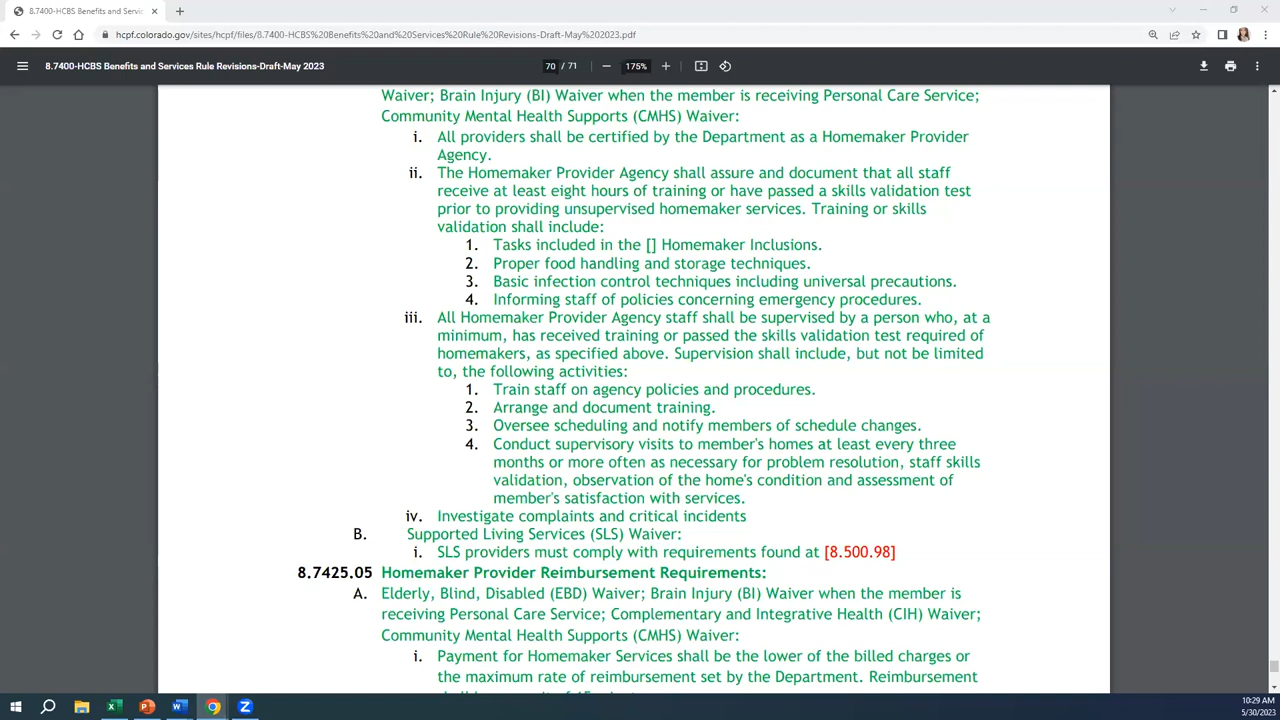 8.7400-HCBS Benefits and Servic
hcpf.colorado.gov/sites/hcpf/files/8.7400-HCBS%20Benefits%20and%20Services%20Rule%20Revisions-Draft-May%202023.pdf
8.7400-HCBS Benefits and Services Rule Revisions-Draft-May 2023
70 / 71
175%
Waiver; Brain Injury (BI) Waiver when the member is receiving Personal Care Service;
Community Mental Health Supports (CMHS) Waiver:
i. All providers shall be certified by the Department as a Homemaker Provider
Agency.
ii. The Homemaker Provider Agency shall assure and document that all staff
receive at least eight hours of training or have passed a skills validation test
prior to providing unsupervised homemaker services. Training or skills
validation shall include:
1. Tasks included in the [] Homemaker Inclusions.
2. Proper food handling and storage techniques.
3. Basic infection control techniques including universal precautions.
4. Informing staff of policies concerning emergency procedures.
iii. All Homemaker Provider Agency staff shall be supervised by a person who, at a
minimum, has received training or passed the skills validation test required of
homemakers, as specified above. Supervision shall include, but not be limited
to, the following activities:
1. Train staff on agency policies and procedures.
2. Arrange and document training.
3. Oversee scheduling and notify members of schedule changes.
4. Conduct supervisory visits to member's homes at least every three
months or more often as necessary for problem resolution, staff skills
validation, observation of the home's condition and assessment of
member's satisfaction with services.
iv. Investigate complaints and critical incidents
B. Supported Living Services (SLS) Waiver:
i. SLS providers must comply with requirements found at [8.500.98]
8.7425.05 Homemaker Provider Reimbursement Requirements:
A. Elderly, Blind, Disabled (EBD) Waiver; Brain Injury (BI) Waiver when the member is
receiving Personal Care Service; Complementary and Integrative Health (CIH) Waiver;
Community Mental Health Supports (CMHS) Waiver:
i. Payment for Homemaker Services shall be the lower of the billed charges or
the maximum rate of reimbursement set by the Department. Reimbursement
10:29 AM
5/30/2023